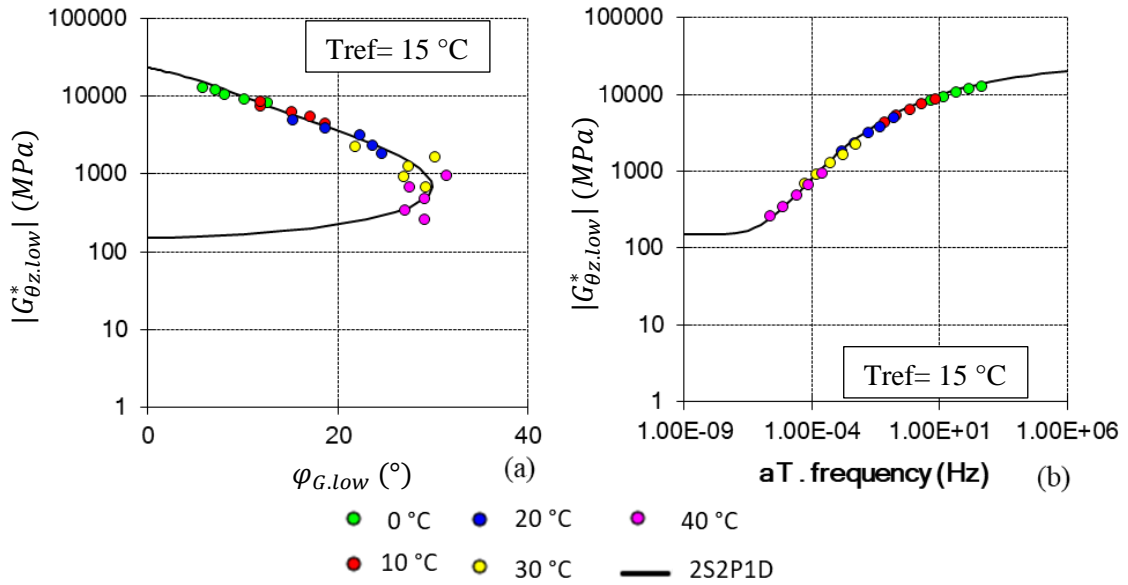 100000
10000
1000
100
10
1
|G*θz.low| (MPa)
Tref= 15 °C
0
20
40
φG.low (°)
(a)
100000
10000
1000
100
10
1
|G*θz.low| (MPa)
Tref= 15 °C
1.00E-09
1.00E-04
1.00E+01
1.00E+06
aT . frequency (Hz)
(b)
0 °C
20 °C
40 °C
10 °C
30 °C
2S2P1D